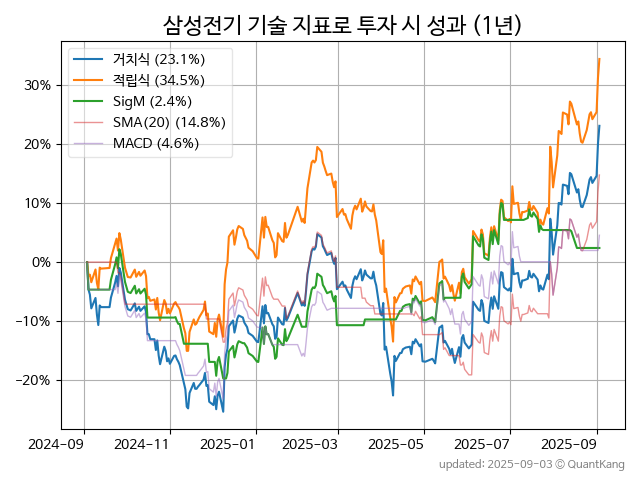 삼성전기 기술 지표로 투자 시 성과 (1년)
거치식 (23.1%)
적립식 (34.5%)
SigM (2.4%)
SMA(20) (14.8%)
MACD (4.6%)
30%
20%
10%
0%
−10%
−20%
2024-09 2024-11 2025-01 2025-03 2025-05 2025-07 2025-09
updated: 2025-09-03 © QuantKang